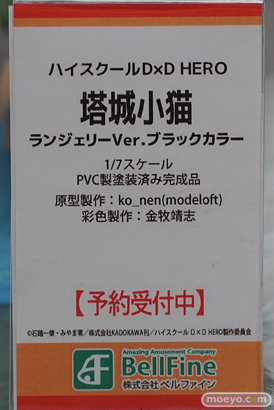 ハイスクールD×D HERO
塔城小猫
ランジェリーVer.ブラックカラー
1/7スケール
PVC製塗装済み完成品
原型製作：ko_nen(modeloft)
彩色製作：金牧靖志
【予約受付中】
©石踏一榮・みやま零／株式会社KADOKAWA刊／ハイスクールD×D HERO製作委員会
Amazing Amusement Company
BellFine
株式会社 ベルファイン
moeyo.com